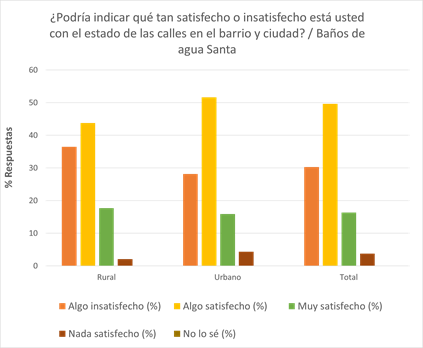 ¿Podría indicar qué tan satisfecho o insatisfecho está usted
con el estado de las calles en el barrio y ciudad? / Baños de
agua Santa
% Respuestas
60
50
40
30
20
10
0
Rural
Urbano
Total
Algo insatisfecho (%)
Algo satisfecho (%)
Muy satisfecho (%)
Nada satisfecho (%)
No lo sé (%)